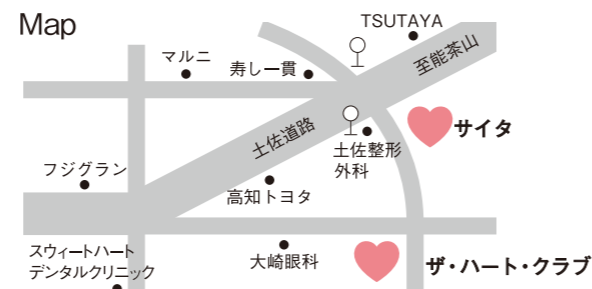 Map
TSUTAYA
至能茶山
マルニ
寿し一貫
サイタ
土佐道路
土佐整形
外科
フジグラン
高知トヨタ
スウィートハート
デンタルクリニック
大崎眼科
ザ・ハート・クラブ